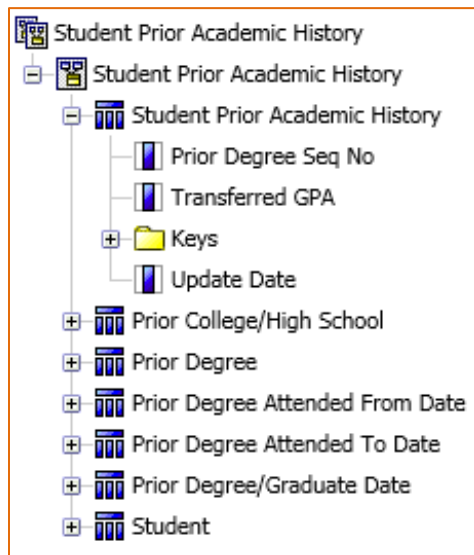 Student Prior Academic History
Student Prior Academic History
Student Prior Academic History
Prior Degree Seq No
Transferred GPA
Keys
Update Date
Prior College/High School
Prior Degree
Prior Degree Attended From Date
Prior Degree Attended To Date
Prior Degree/Graduate Date
Student